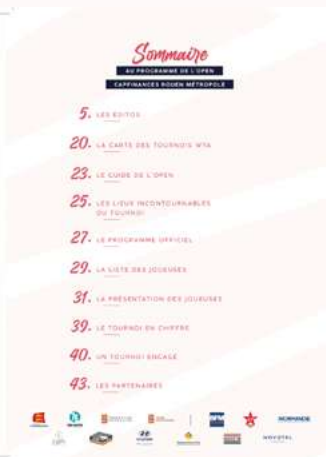 Sommaire
AU PROGRAMME DE L'OPEN
CAPFINANCES ROUEN MÉTROPOLE
5. LES ÉDITOS
20. LA CARTE DES TOURNOIS WTA
23. LE GUIDE DE L'OPEN
25. LES LIEUX INCONTOURNABLES
DU TOURNOI
27. LE PROGRAMME OFFICIEL
29. LA LISTE DES JOUEUSES
31. LA PRÉSENTATION DES JOUEUSES
39. LE TOURNOI EN CHIFFRE
40. UN TOURNOI ENGAGÉ
43. LES PARTENAIRES
NORMANDIE
HYUNDAI
NOVOTEL